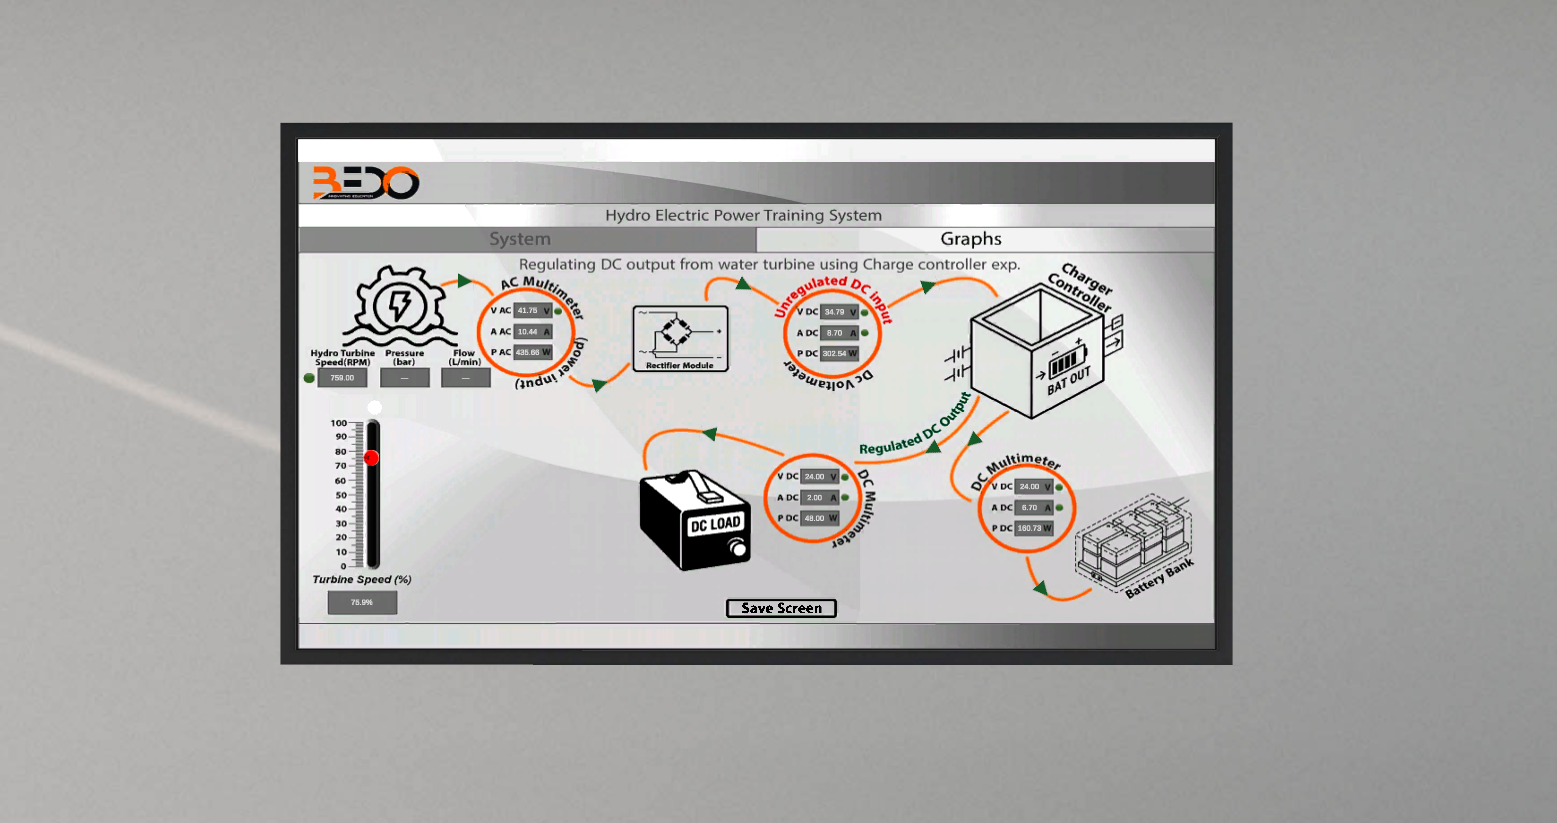 BEDO
Hydro Electric Power Training System
System
Graphs
Regulating DC output from water turbine using Charge controller exp.
AC Multimeter
(power input)
V AC 41.75 V
A AC 10.44 A
P AC 435.66 W
Hydro Turbine
Speed(RPM)
759.00
Pressure
(bar)
—
Flow
(L/min)
—
Rectifier Module
Unregulated DC input
V DC 34.79 V
A DC 8.70 A
P DC 302.54 W
Dc Voltameter
Charger
Controller
BAT OUT
Regulated DC Output
100
90
80
70
60
50
40
30
20
10
0
Turbine Speed (%)
75.9%
DC LOAD
V DC 24.00 V
A DC 2.00 A
P DC 48.00 W
DC Multimeter
DC Multimeter
V DC 24.00 V
A DC 6.70 A
P DC 160.73 W
Battery Bank
Save Screen